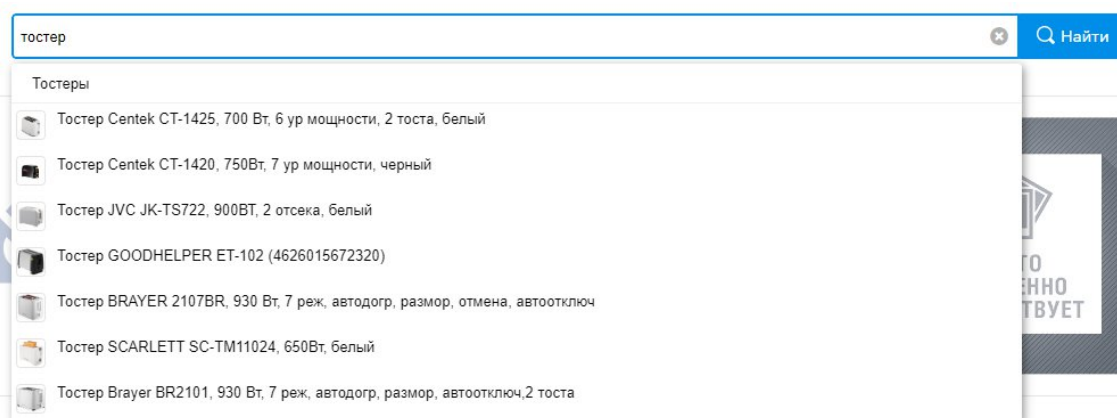 тостер
Найти
Тостеры
Тостер Centek CT-1425, 700 Вт, 6 ур мощности, 2 тоста, белый
Тостер Centek CT-1420, 750Вт, 7 ур мощности, черный
Тостер JVC JK-TS722, 900ВТ, 2 отсека, белый
Тостер GOODHELPER ET-102 (4626015672320)
Тостер BRAYER 2107BR, 930 Вт, 7 реж, автодогр, размор, отмена, автоотключ
Тостер SCARLETT SC-TM11024, 650Вт, белый
Тостер Brayer BR2101, 930 Вт, 7 реж, автодогр, размор, автоотключ,2 тоста